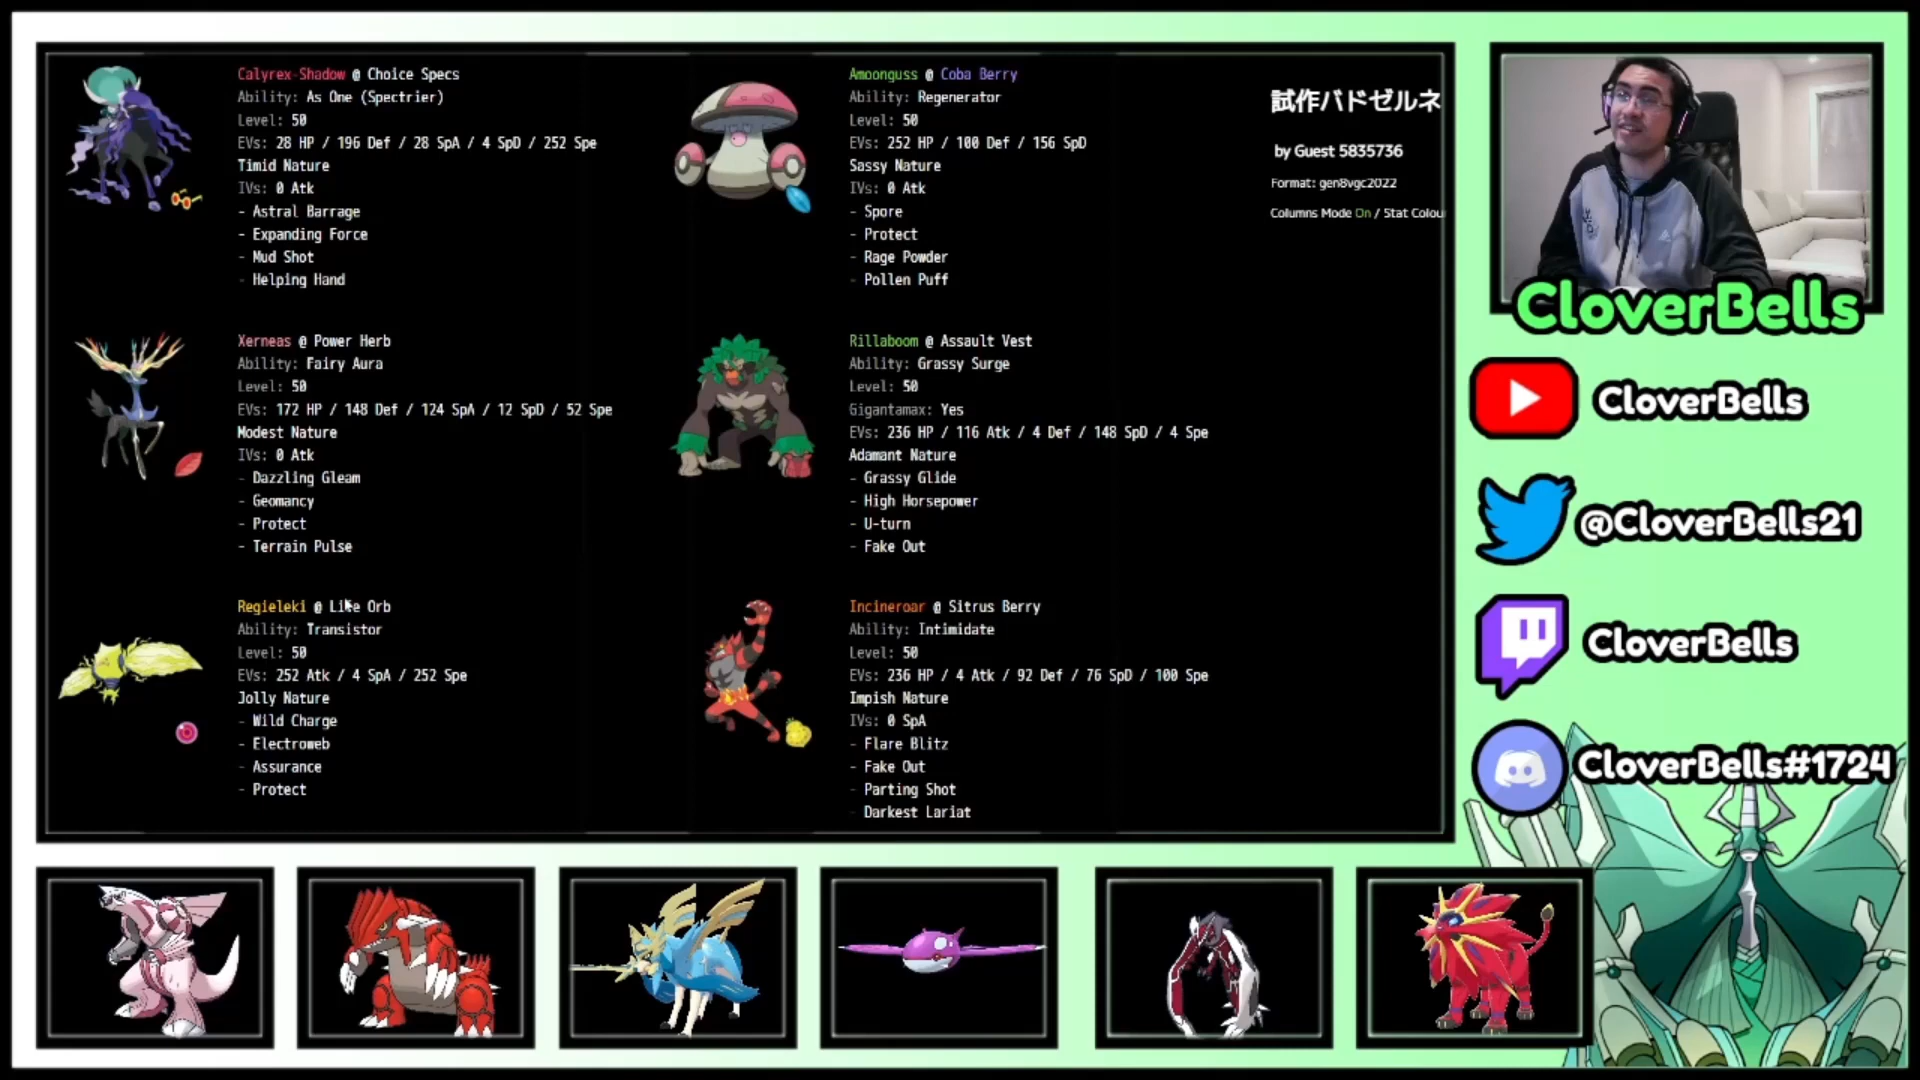 Calyrex-Shadow @ Choice Specs
Ability: As One (Spectrier)
Level: 50
EVs: 28 HP / 196 Def / 28 SpA / 4 SpD / 252 Spe
Timid Nature
IVs: 0 Atk
- Astral Barrage
- Expanding Force
- Mud Shot
- Helping Hand
Amoonguss @ Coba Berry
Ability: Regenerator
Level: 50
EVs: 252 HP / 100 Def / 156 SpD
Sassy Nature
IVs: 0 Atk
- Spore
- Protect
- Rage Powder
- Pollen Puff
試作バドゼルネ
by Guest 5835736
Format: gen8vgc2022
Columns Mode On / Stat Colou
Xerneas @ Power Herb
Ability: Fairy Aura
Level: 50
EVs: 172 HP / 148 Def / 124 SpA / 12 SpD / 52 Spe
Modest Nature
IVs: 0 Atk
- Dazzling Gleam
- Geomancy
- Protect
- Terrain Pulse
Rillaboom @ Assault Vest
Ability: Grassy Surge
Level: 50
Gigantamax: Yes
EVs: 236 HP / 116 Atk / 4 Def / 148 SpD / 4 Spe
Adamant Nature
- Grassy Glide
- High Horsepower
- U-turn
- Fake Out
Regieleki @ Life Orb
Ability: Transistor
Level: 50
EVs: 252 Atk / 4 SpA / 252 Spe
Jolly Nature
- Wild Charge
- Electroweb
- Assurance
- Protect
Incineroar @ Sitrus Berry
Ability: Intimidate
Level: 50
EVs: 236 HP / 4 Atk / 92 Def / 76 SpD / 100 Spe
Impish Nature
IVs: 0 SpA
- Flare Blitz
- Fake Out
- Parting Shot
- Darkest Lariat
CloverBells
CloverBells
@CloverBells21
CloverBells
CloverBells#1724